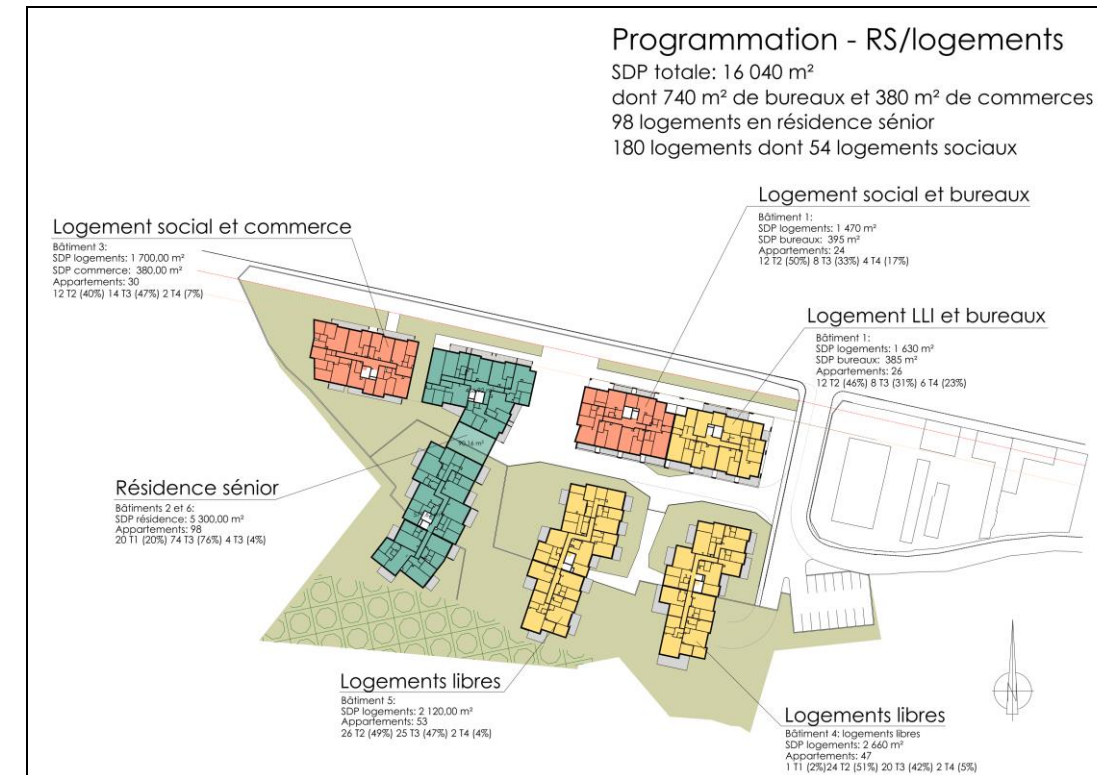 Programmation - RS/logements
SDP totale: 16 040 m²
dont 740 m² de bureaux et 380 m² de commerces
98 logements en résidence sénior
180 logements dont 54 logements sociaux
Logement social et bureaux
Bâtiment 1:
SDP logements: 1 470 m²
SDP bureaux: 395 m²
Appartements: 24
12 T2 (50%) 8 T3 (33%) 4 T4 (17%)
Logement social et commerce
Bâtiment 3:
SDP logements: 1 700,00 m²
SDP commerce: 380,00 m²
Appartements: 30
12 T2 (40%) 14 T3 (47%) 2 T4 (7%)
Logement LLI et bureaux
Bâtiment 1:
SDP logements: 1 630 m²
SDP bureaux: 385 m²
Appartements: 26
12 T2 (46%) 8 T3 (31%) 6 T4 (23%)
Résidence sénior
Bâtiments 2 et 6:
SDP résidence: 5 300,00 m²
Appartements: 98
20 T1 (20%) 74 T3 (76%) 4 T3 (4%)
Logements libres
Bâtiment 5:
SDP logements: 2 120,00 m²
Appartements: 53
26 T2 (49%) 25 T3 (47%) 2 T4 (4%)
Logements libres
Bâtiment 4: logements libres
SDP logements: 2 660 m²
Appartements: 47
1 T1 (2%)24 T2 (51%) 20 T3 (42%) 2 T4 (5%)